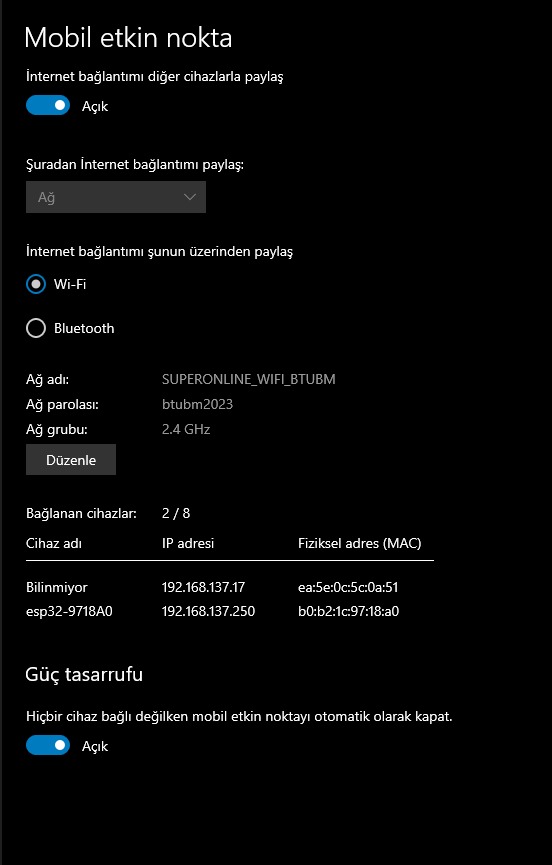 Mobil etkin nokta
İnternet bağlantımı diğer cihazlarla paylaş
Açık
Şuradan İnternet bağlantımı paylaş:
Ağ
İnternet bağlantımı şunun üzerinden paylaş
Wi-Fi
Bluetooth
Ağ adı: SUPERONLINE_WIFI_BTUBM
Ağ parolası: btubm2023
Ağ grubu: 2.4 GHz
Düzenle
Bağlanan cihazlar: 2 / 8
Cihaz adı IP adresi Fiziksel adres (MAC)
Bilinmiyor 192.168.137.17 ea:5e:0c:5c:0a:51
esp32-9718A0 192.168.137.250 b0:b2:1c:97:18:a0
Güç tasarrufu
Hiçbir cihaz bağlı değilken mobil etkin noktayı otomatik olarak kapat.
Açık